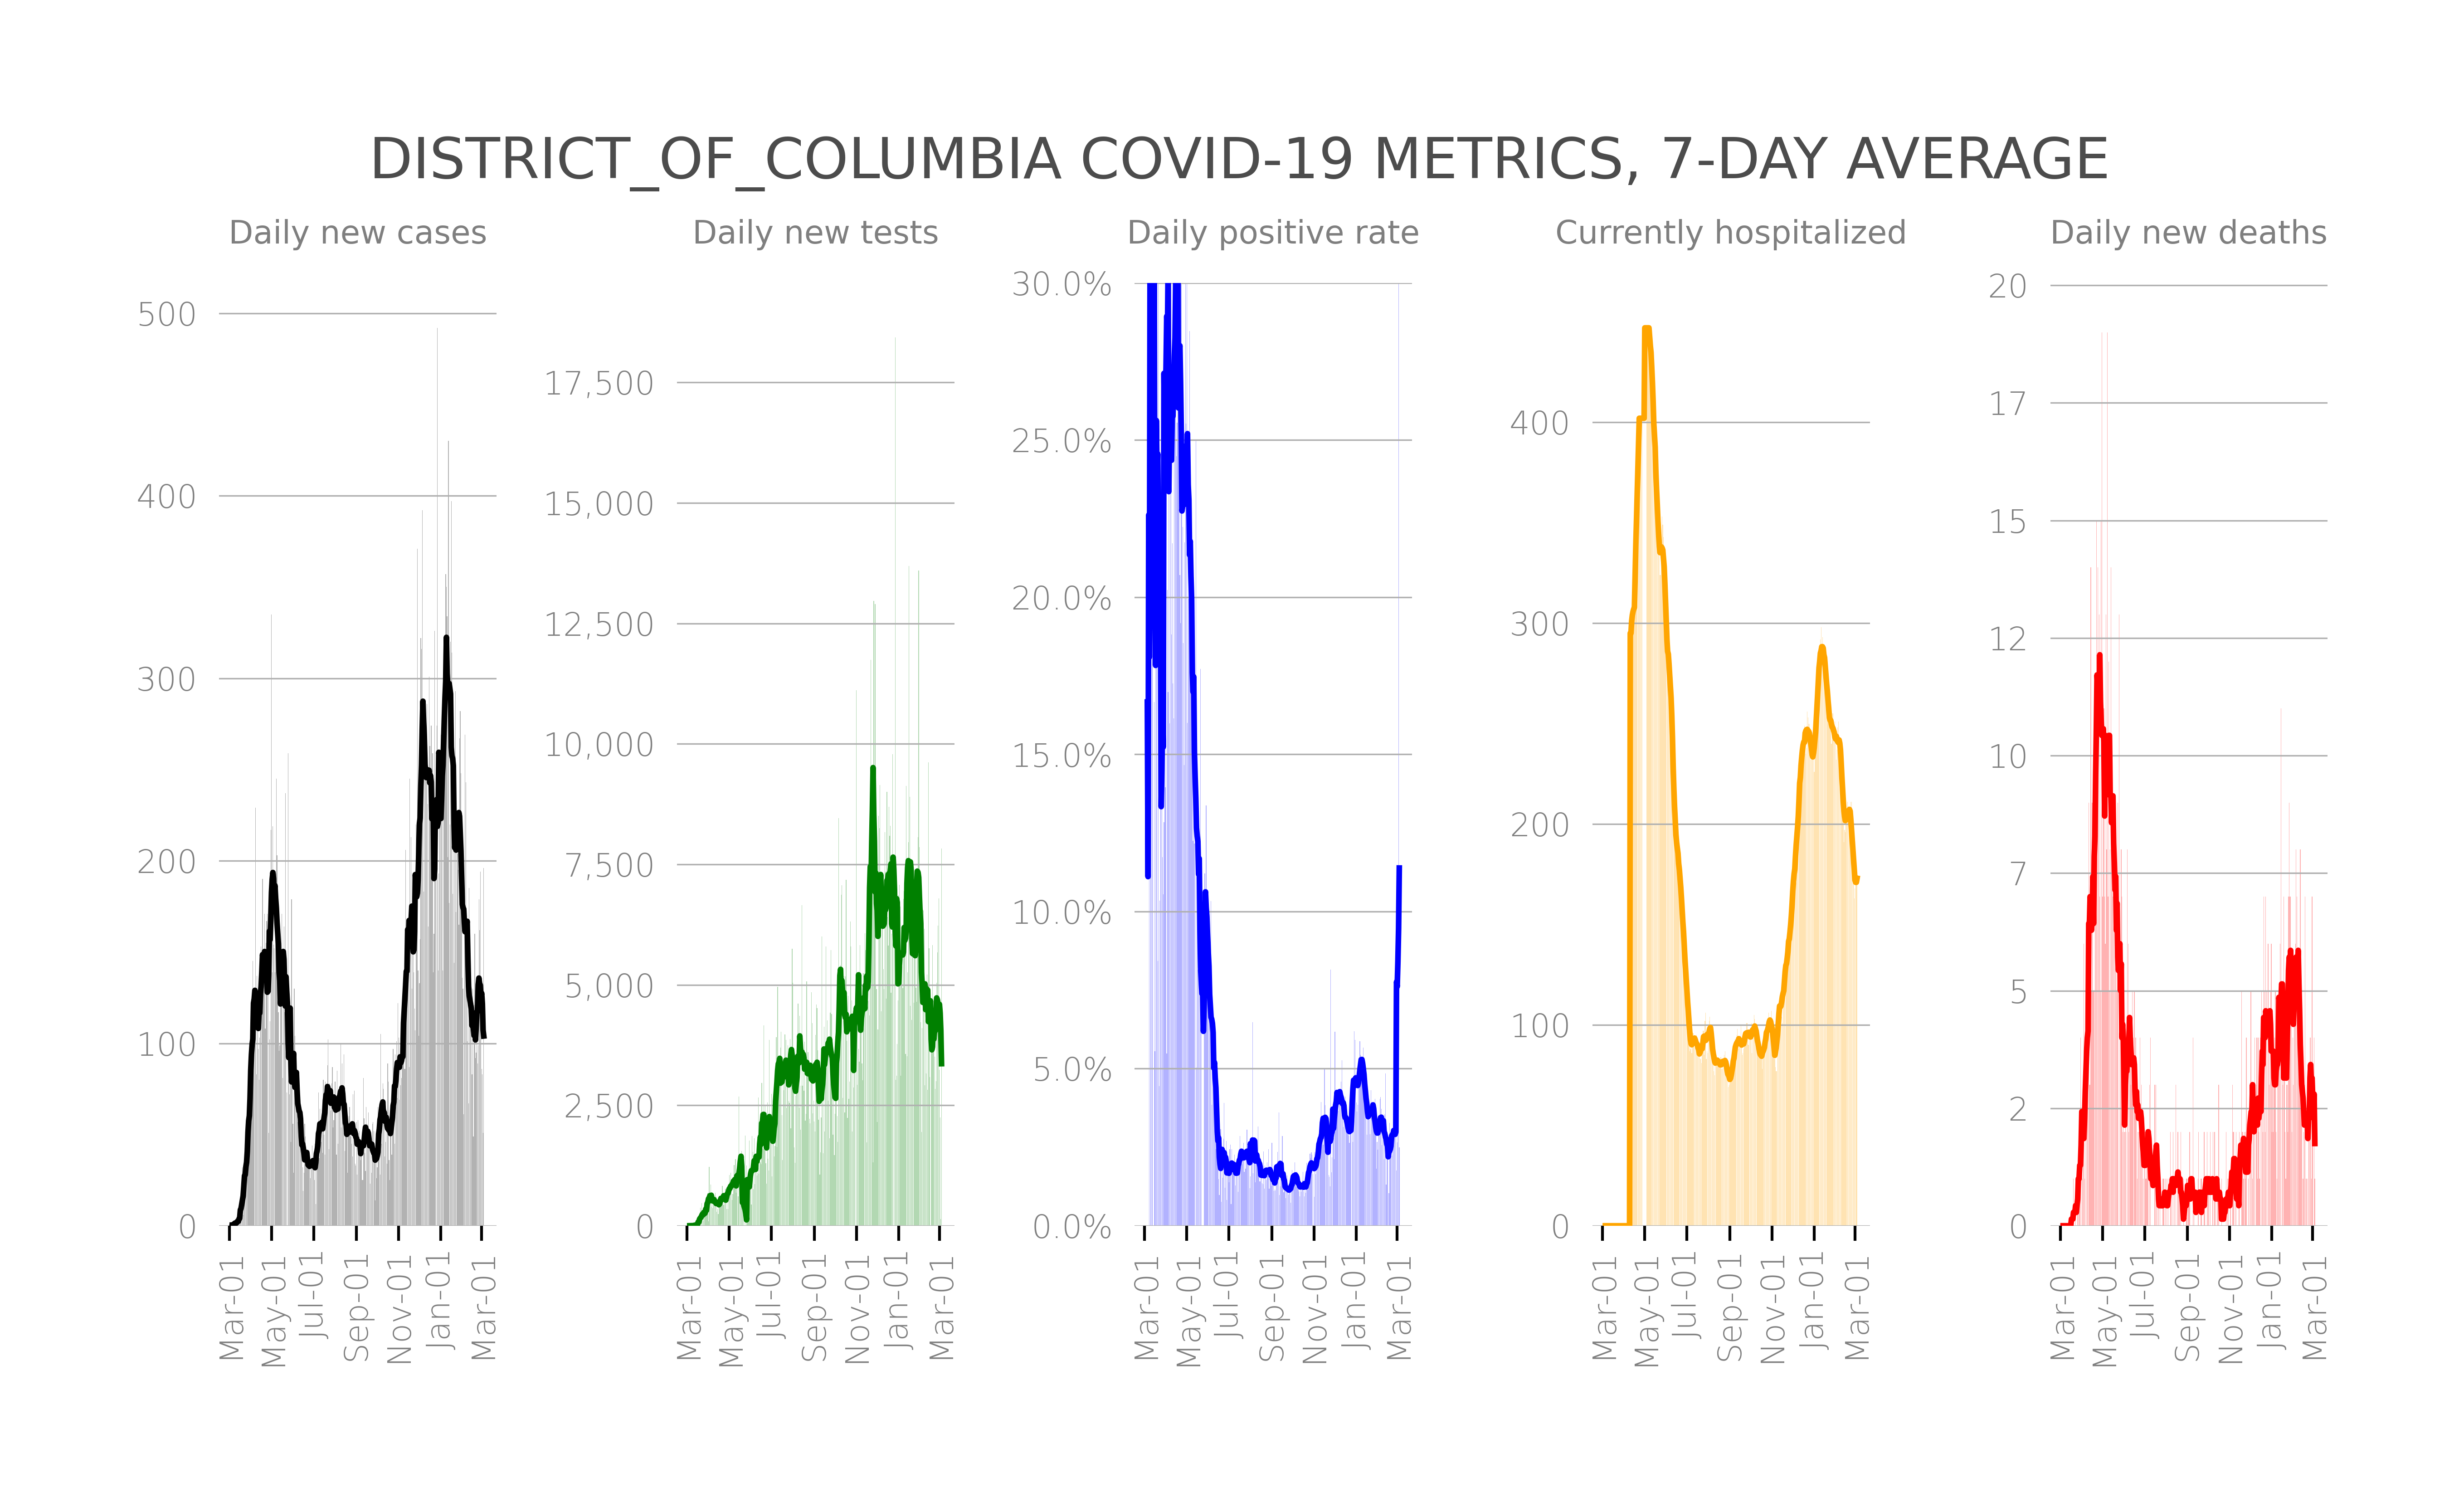 DISTRICT_OF_COLUMBIA COVID-19 METRICS, 7-DAY AVERAGE
Daily new cases
500
400
300
200
100
0
Mar-01
May-01
Jul-01
Sep-01
Nov-01
Jan-01
Mar-01
Daily new tests
17,500
15,000
12,500
10,000
7,500
5,000
2,500
0
Mar-01
May-01
Jul-01
Sep-01
Nov-01
Jan-01
Mar-01
Daily positive rate
30.0%
25.0%
20.0%
15.0%
10.0%
5.0%
0.0%
Mar-01
May-01
Jul-01
Sep-01
Nov-01
Jan-01
Mar-01
Currently hospitalized
400
300
200
100
0
Mar-01
May-01
Jul-01
Sep-01
Nov-01
Jan-01
Mar-01
Daily new deaths
20
17
15
12
10
7
5
2
0
Mar-01
May-01
Jul-01
Sep-01
Nov-01
Jan-01
Mar-01